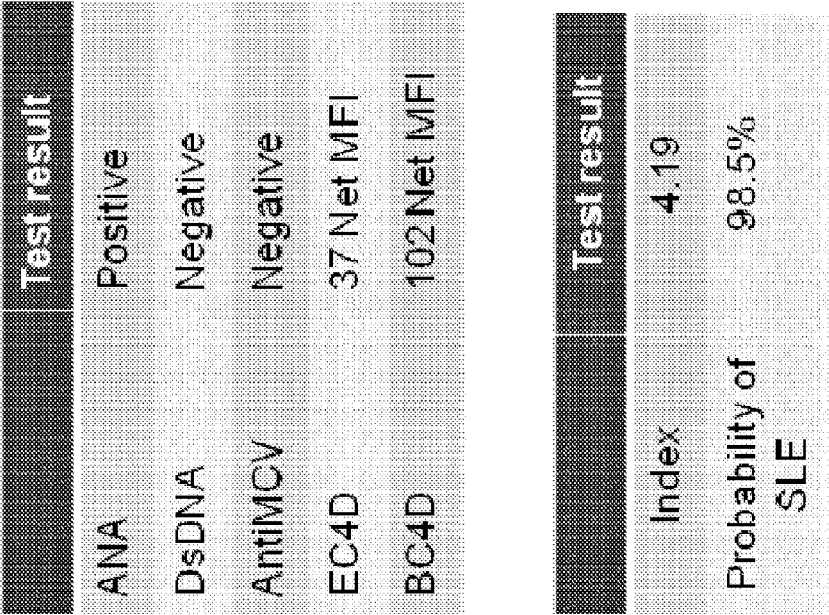 Test result
ANA Positive
DsDNA Negative
AntiMCV Negative
EC4D 37 Net MFI
BC4D 102 Net MFI
Test result
Index 4.19
Probability of 98.5%
SLE